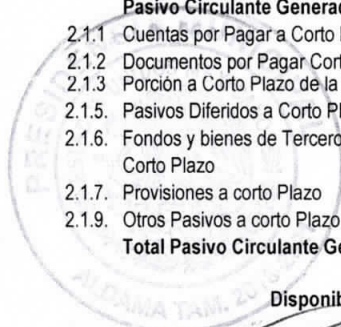 Pasivo Circulante Genera
2.1.1 Cuentas por Pagar a Corto
2.1.2 Documentos por Pagar Cort
2.1.3 Porción a Corto Plazo de la
2.1.5. Pasivos Diferidos a Corto Pl
2.1.6. Fondos y bienes de Tercero
Corto Plazo
2.1.7. Provisiones a corto Plazo
2.1.9. Otros Pasivos a corto Plazo
Total Pasivo Circulante Ge
Disponib
ALDAMA TAM.